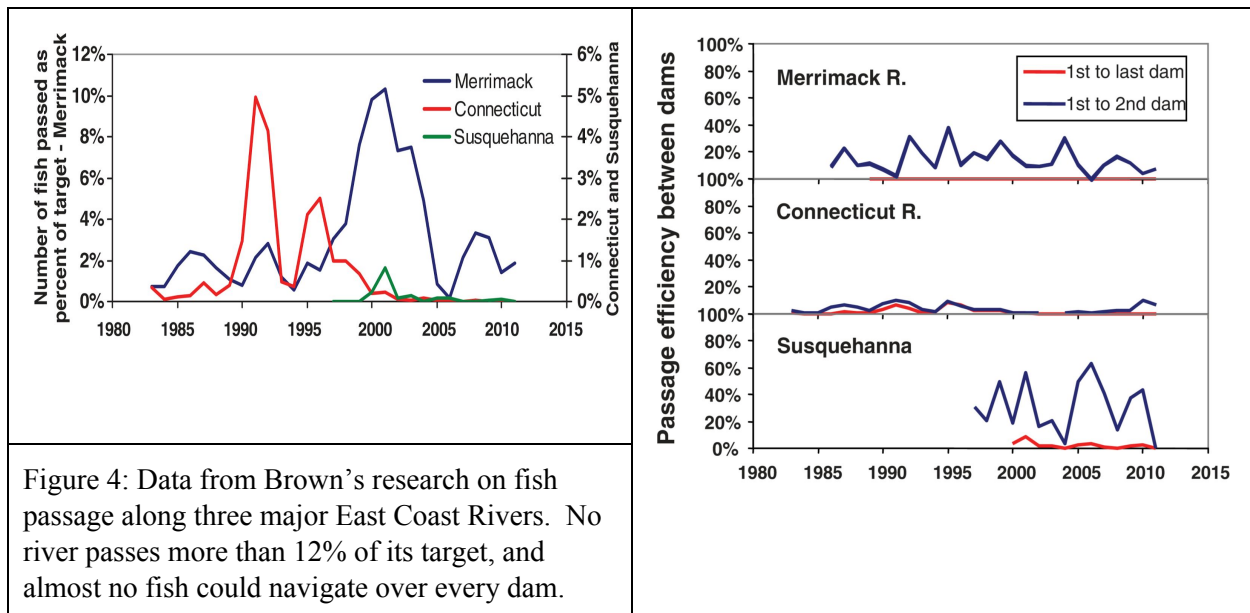 Number of fish passed as
percent of target - Merrimack
12%
10%
8%
6%
4%
2%
0%
Merrimack
Connecticut
Susquehanna
6%
5%
4%
3%
2%
1%
0%
Connecticut and Susquehanna
1980 1985 1990 1995 2000 2005 2010 2015
Figure 4: Data from Brown’s research on fish
passage along three major East Coast Rivers. No
river passes more than 12% of its target, and
almost no fish could navigate over every dam.
Passage efficiency between dams
100%
80%
60%
40%
20%
Merrimack R.
1st to last dam
1st to 2nd dam
100%
80%
60%
40%
20%
Connecticut R.
100%
80%
60%
40%
20%
0%
Susquehanna
1980 1985 1990 1995 2000 2005 2010 2015